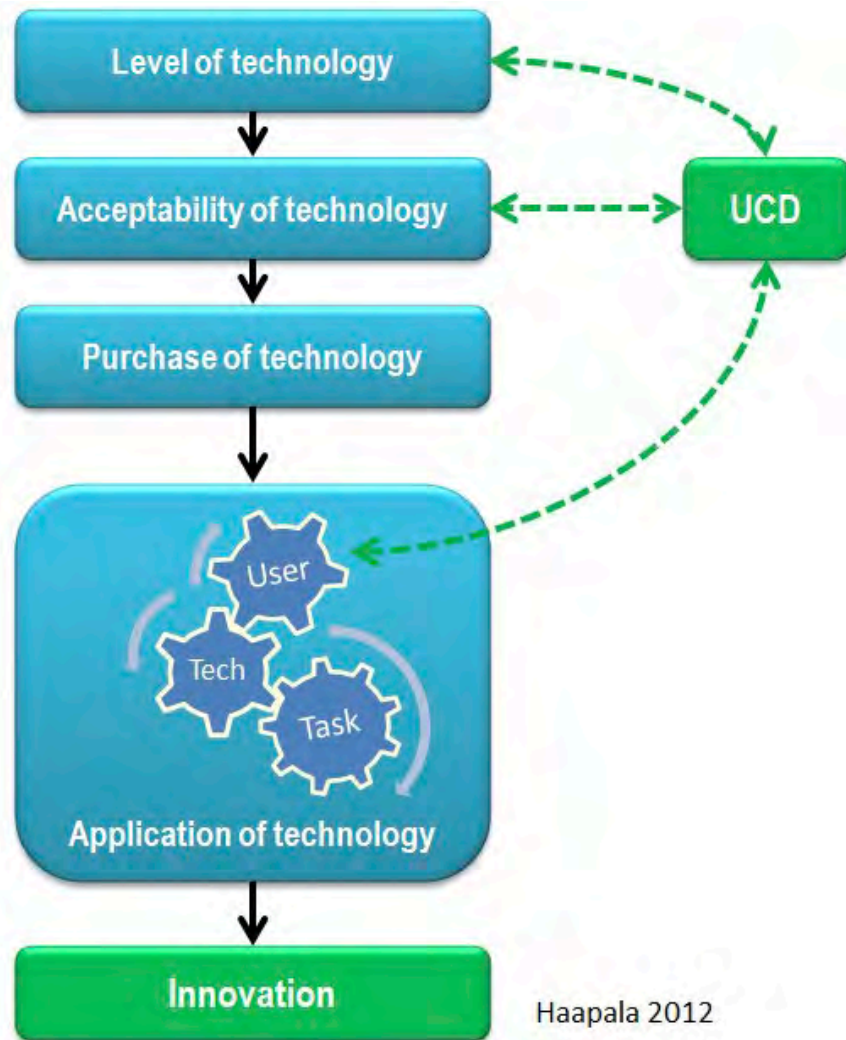 Level of technology
Acceptability of technology
UCD
Purchase of technology
User
Tech
Task
Application of technology
Innovation
Haapala 2012